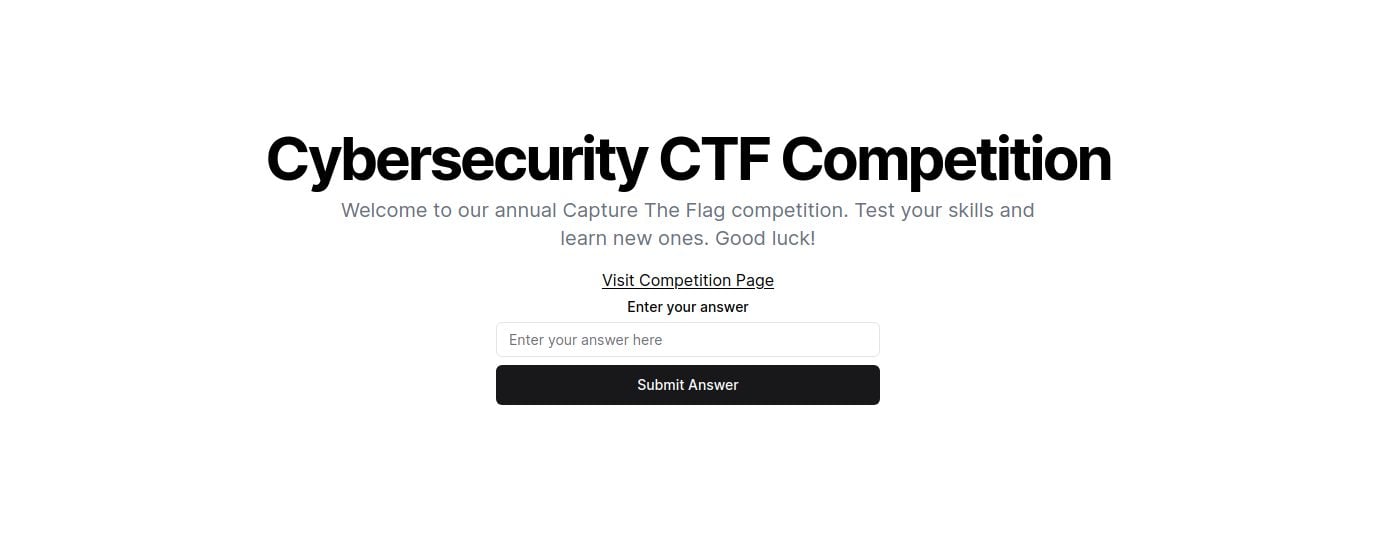 Cybersecurity CTF Competition
Welcome to our annual Capture The Flag competition. Test your skills and
learn new ones. Good luck!
Visit Competition Page
Enter your answer
Enter your answer here
Submit Answer